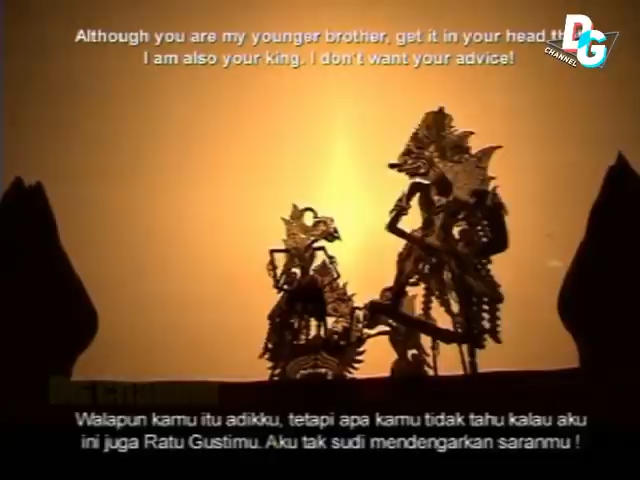 Although you are my younger brother, get it in your head
I am also your king. I don't want your advice!
DG
CHANNEL
Walapun kamu itu adikku, tetapi apa kamu tidak tahu kalau aku
ini juga Ratu Gustimu. Aku tak sudi mendengarkan saranmu !